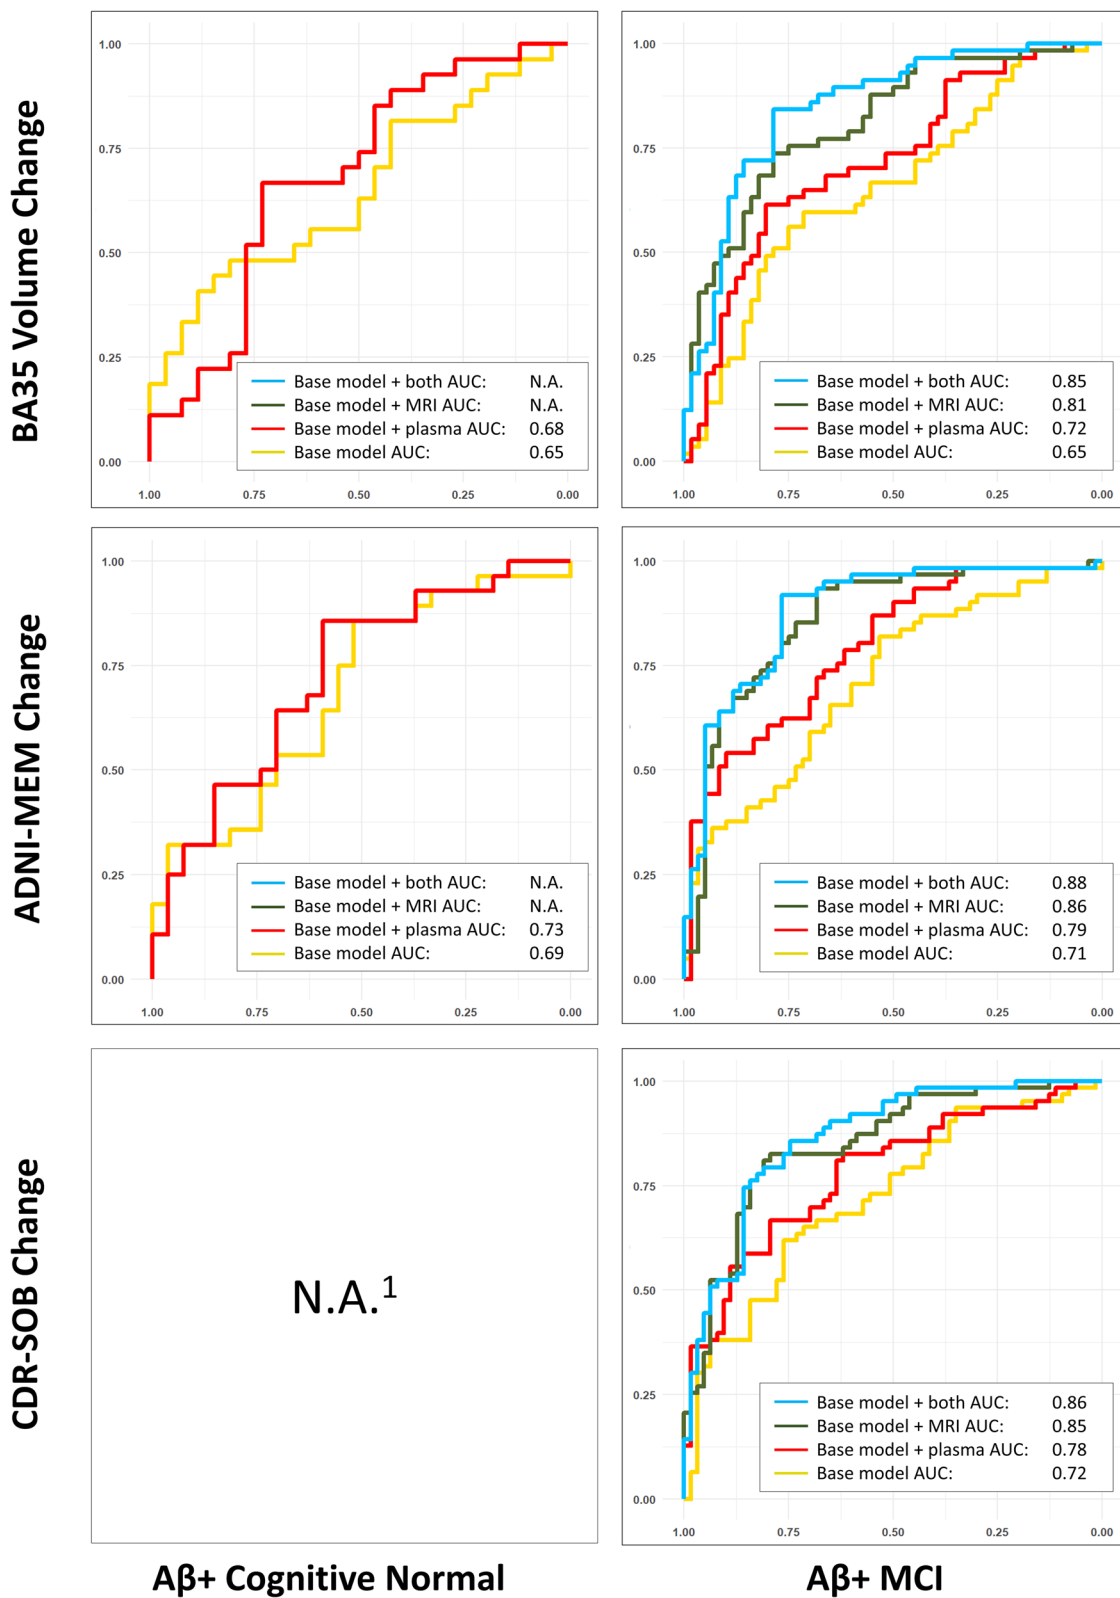 BA35 Volume Change
1.00
0.75
0.50
0.25
0.00
Base model + both AUC: N.A.
Base model + MRI AUC: N.A.
Base model + plasma AUC: 0.68
Base model AUC: 0.65
1.00 0.75 0.50 0.25 0.00
1.00
0.75
0.50
0.25
0.00
Base model + both AUC: 0.85
Base model + MRI AUC: 0.81
Base model + plasma AUC: 0.72
Base model AUC: 0.65
1.00 0.75 0.50 0.25 0.00
ADNI-MEM Change
1.00
0.75
0.50
0.25
0.00
Base model + both AUC: N.A.
Base model + MRI AUC: N.A.
Base model + plasma AUC: 0.73
Base model AUC: 0.69
1.00 0.75 0.50 0.25 0.00
1.00
0.75
0.50
0.25
0.00
Base model + both AUC: 0.88
Base model + MRI AUC: 0.86
Base model + plasma AUC: 0.79
Base model AUC: 0.71
1.00 0.75 0.50 0.25 0.00
CDR-SOB Change
N.A.¹
1.00
0.75
0.50
0.25
0.00
Base model + both AUC: 0.86
Base model + MRI AUC: 0.85
Base model + plasma AUC: 0.78
Base model AUC: 0.72
1.00 0.75 0.50 0.25 0.00
Aβ+ Cognitive Normal
Aβ+ MCI